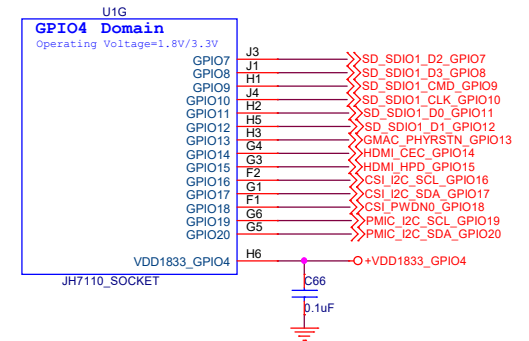 U1G
GPIO4 Domain
Operating Voltage=1.8V/3.3V
GPIO7 J3 SD_SDIO1_D2_GPIO7
GPIO8 J1 SD_SDIO1_D3_GPIO8
GPIO9 H1 SD_SDIO1_CMD_GPIO9
GPIO10 J4 SD_SDIO1_CLK_GPIO10
GPIO11 H2 SD_SDIO1_D0_GPIO11
GPIO12 H5 SD_SDIO1_D1_GPIO12
GPIO13 H3 GMAC_PHYRSTN_GPIO13
GPIO14 G4 HDMI_CEC_GPIO14
GPIO15 G3 HDMI_HPD_GPIO15
GPIO16 F2 CSI_I2C_SCL_GPIO16
GPIO17 G1 CSI_I2C_SDA_GPIO17
GPIO18 F1 CSI_PWDN0_GPIO18
GPIO19 G6 PMIC_I2C_SCL_GPIO19
GPIO20 G5 PMIC_I2C_SDA_GPIO20
VDD1833_GPIO4 H6 +VDD1833_GPIO4
JH7110_SOCKET
C66
0.1uF